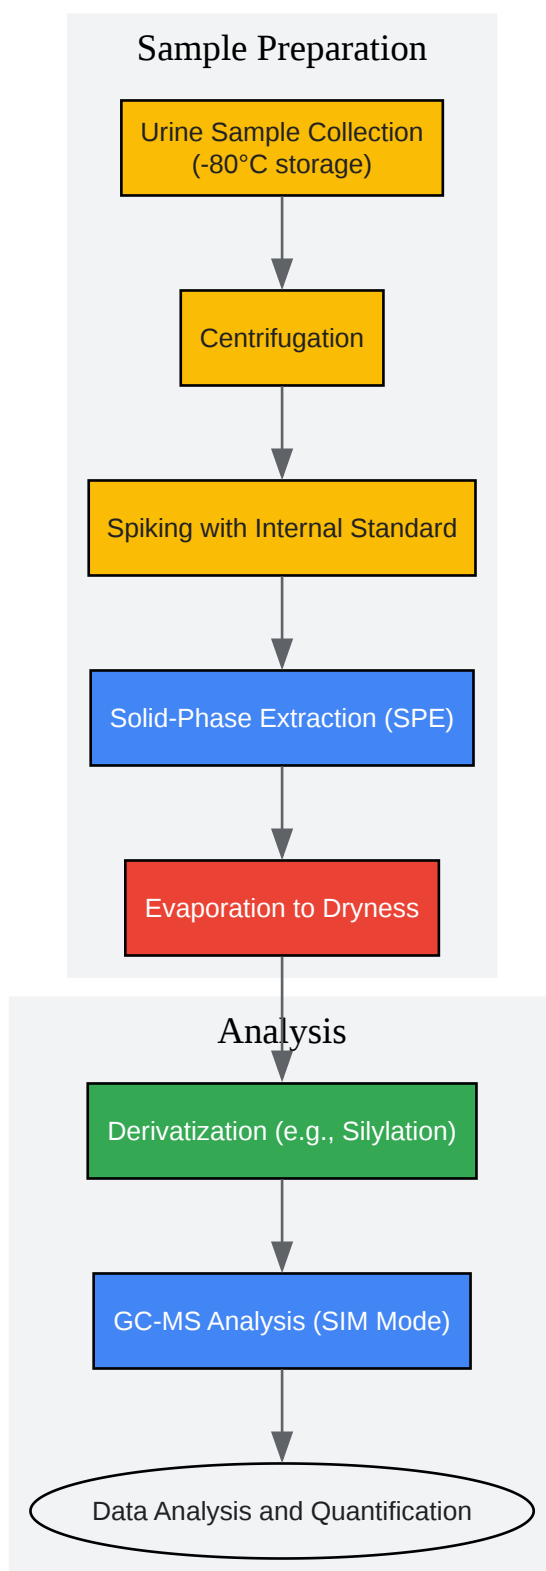 Sample Preparation
Urine Sample Collection
(-80°C storage)
Centrifugation
Spiking with Internal Standard
Solid-Phase Extraction (SPE)
Evaporation to Dryness
Analysis
Derivatization (e.g., Silylation)
GC-MS Analysis (SIM Mode)
Data Analysis and Quantification